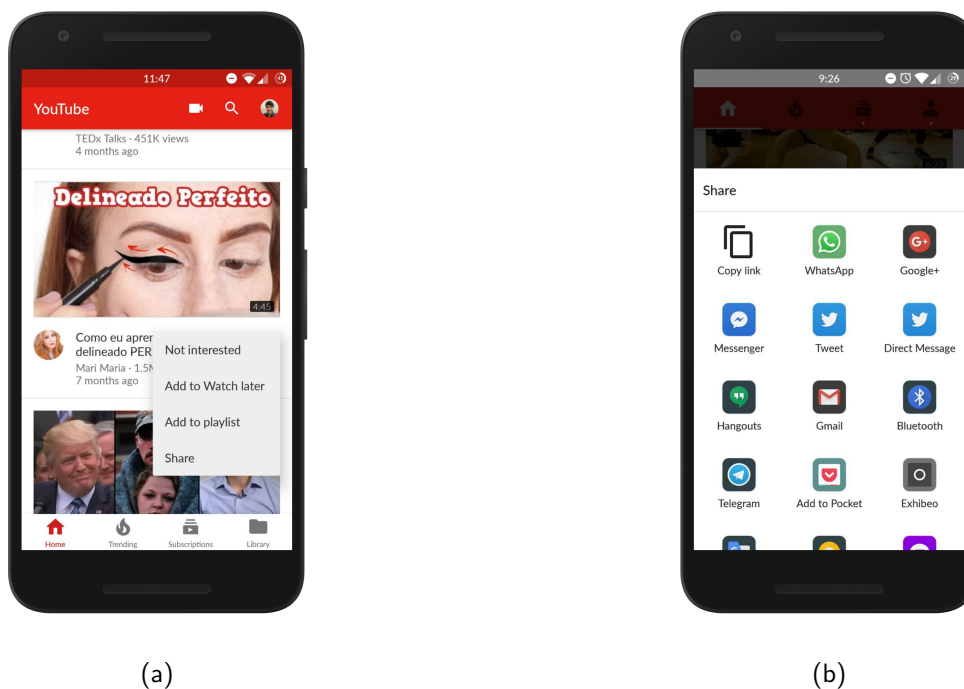 11:47
YouTube
TEDx Talks · 451K views
4 months ago
Delineado Perfeito
4:45
Como eu apren
delineado PER
Mari Maria · 1.5M
7 months ago
Not interested
Add to Watch later
Add to playlist
Share
Home
Trending
Subscriptions
Library
(a)
9:26
Share
Copy link
WhatsApp
Google+
Messenger
Tweet
Direct Message
Hangouts
Gmail
Bluetooth
Telegram
Add to Pocket
Exhibeo
(b)